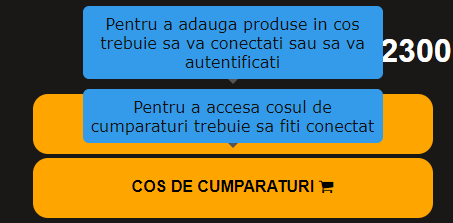 Pentru a adauga produse in cos
trebuie sa va conectati sau sa va
autentificati
2300
Pentru a accesa cosul de
cumparaturi trebuie sa fiti conectat
COS DE CUMPARATURI